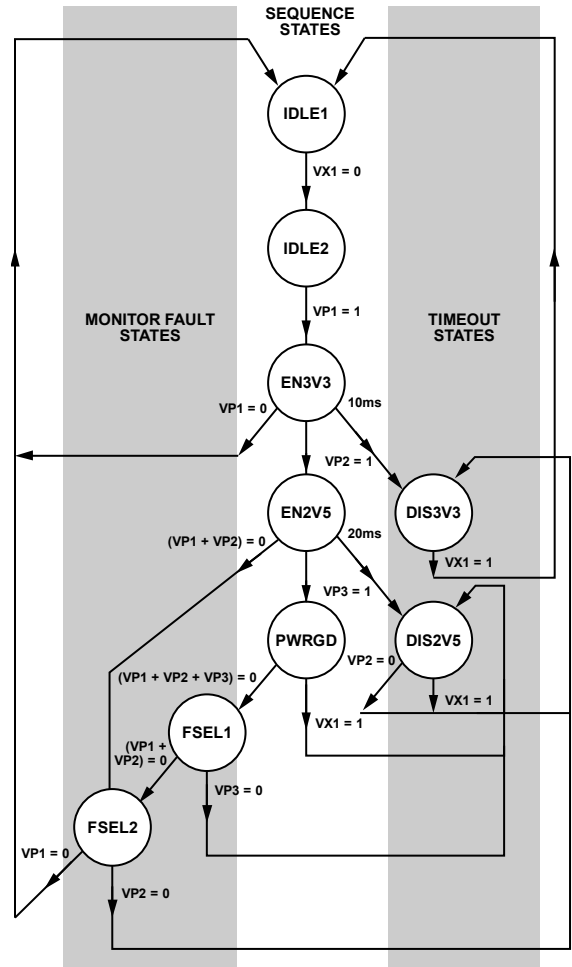 SEQUENCE
STATES
IDLE1
VX1 = 0
IDLE2
VP1 = 1
MONITOR FAULT
STATES
TIMEOUT
STATES
EN3V3
10ms
VP1 = 0
VP2 = 1
EN2V5
DIS3V3
20ms
(VP1 + VP2) = 0
VX1 = 1
VP3 = 1
PWRGD
DIS2V5
VP2 = 0
(VP1 + VP2 + VP3) = 0
VX1 = 1
VX1 = 1
FSEL1
(VP1 +
VP2) = 0
VP3 = 0
FSEL2
VP1 = 0
VP2 = 0